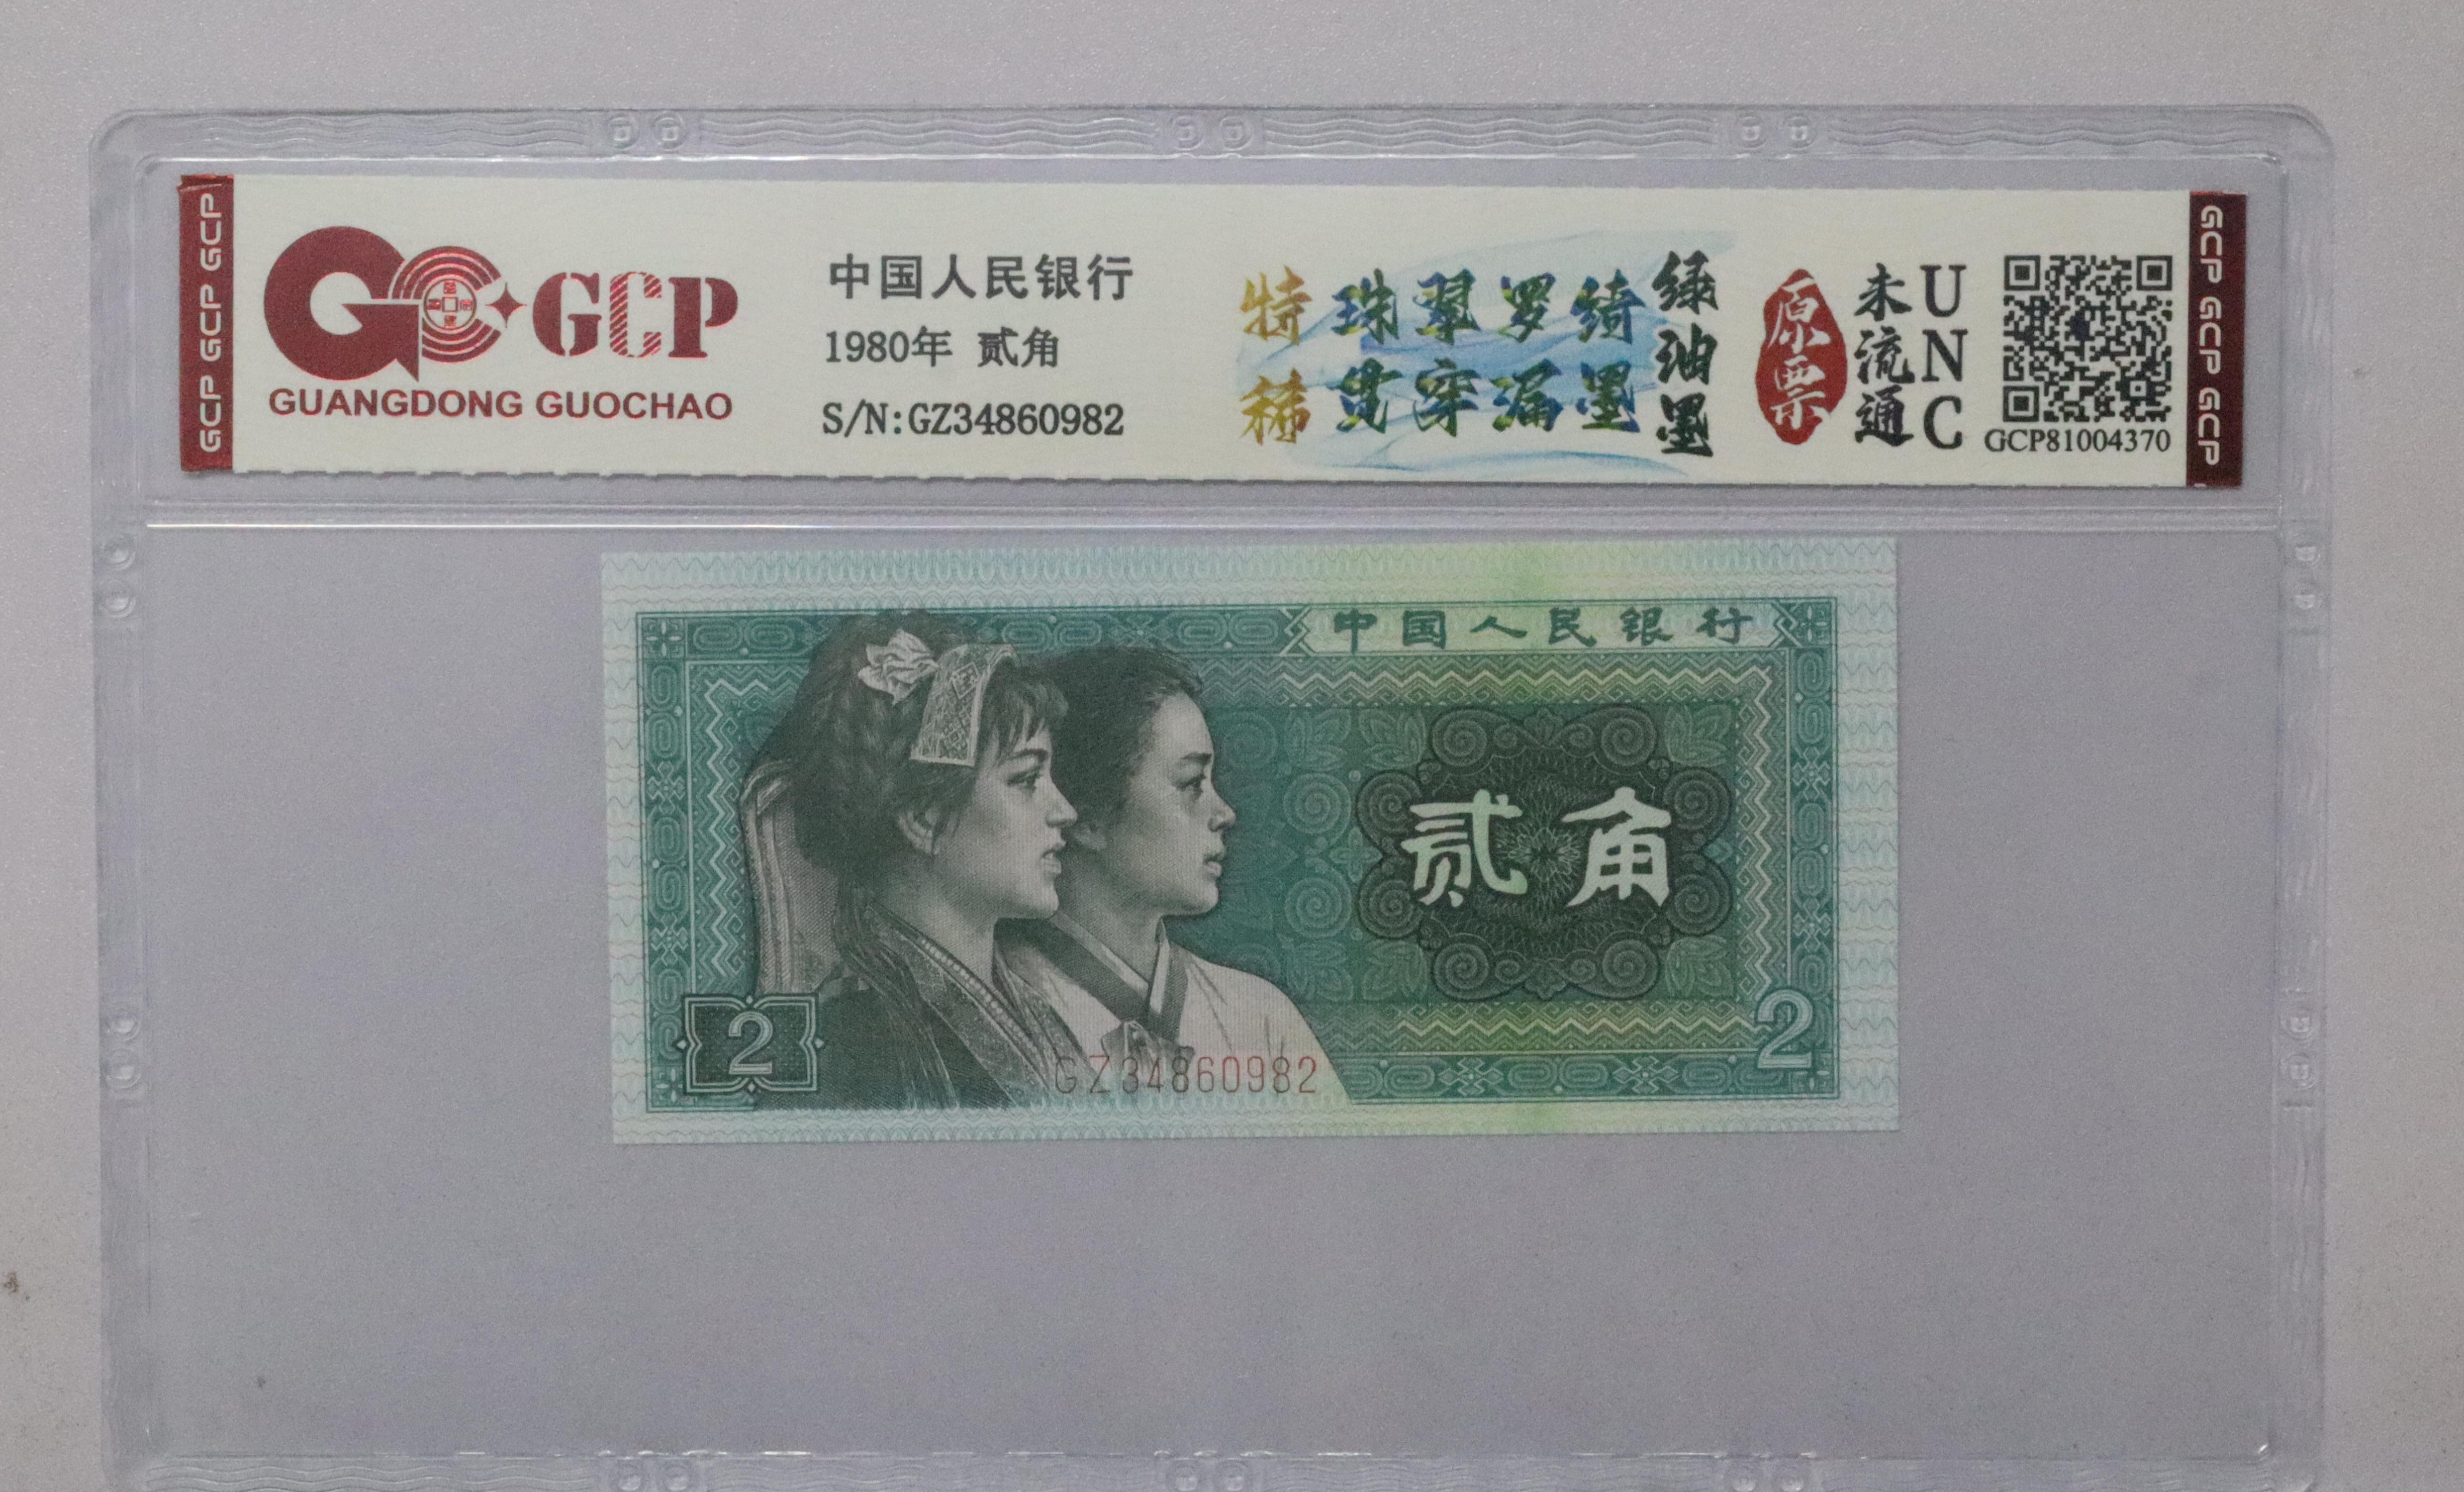 GCP GCP GCP
GCP
GUANGDONG GUOCHAO
中国人民银行
1980年 贰角
S/N:GZ34860982
特稀
珠翠罗绮
贯穿漏墨
绿油墨
原票
未流通
UNC
GCP81004370
GCP GCP GCP
中国人民银行
贰角
2
GZ34860982
2